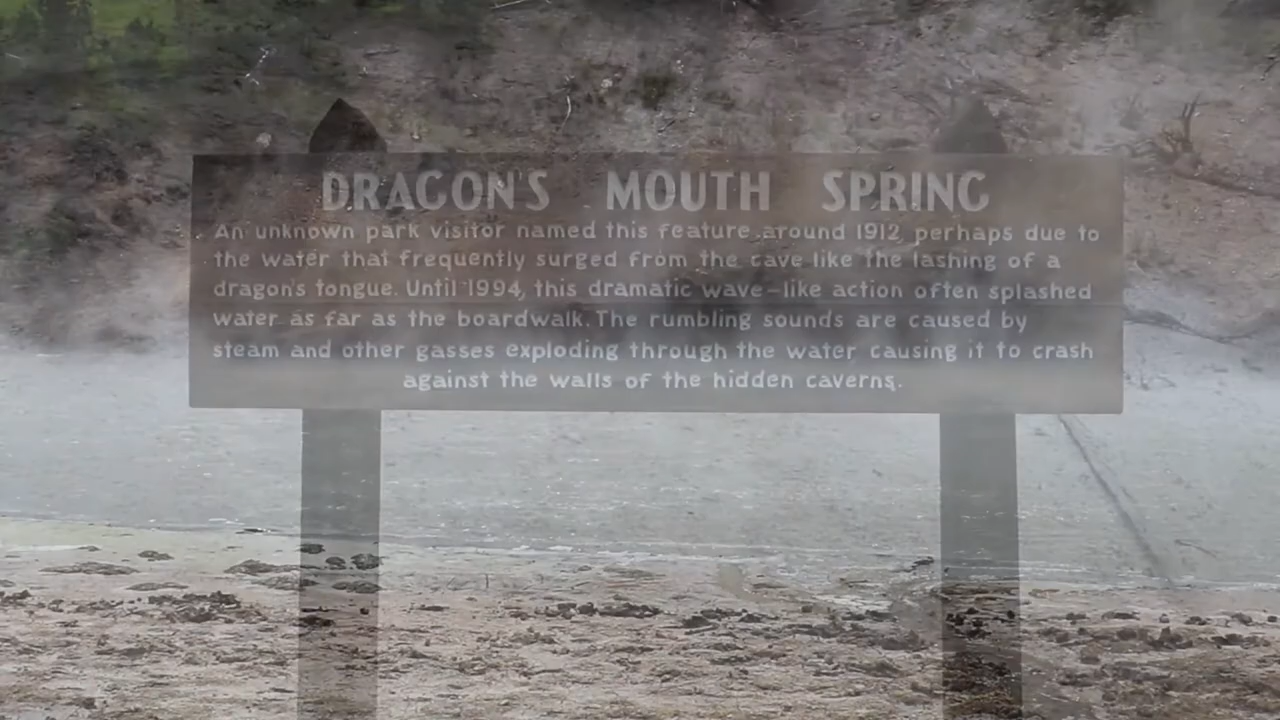 DRAGON'S MOUTH SPRING
An unknown park visitor named this feature around 1912 perhaps due to
the water that frequently surged from the cave like the lashing of a
dragon's tongue. Until 1994, this dramatic wave-like action often splashed
water as far as the boardwalk. The rumbling sounds are caused by
steam and other gasses exploding through the water causing it to crash
against the walls of the hidden caverns.